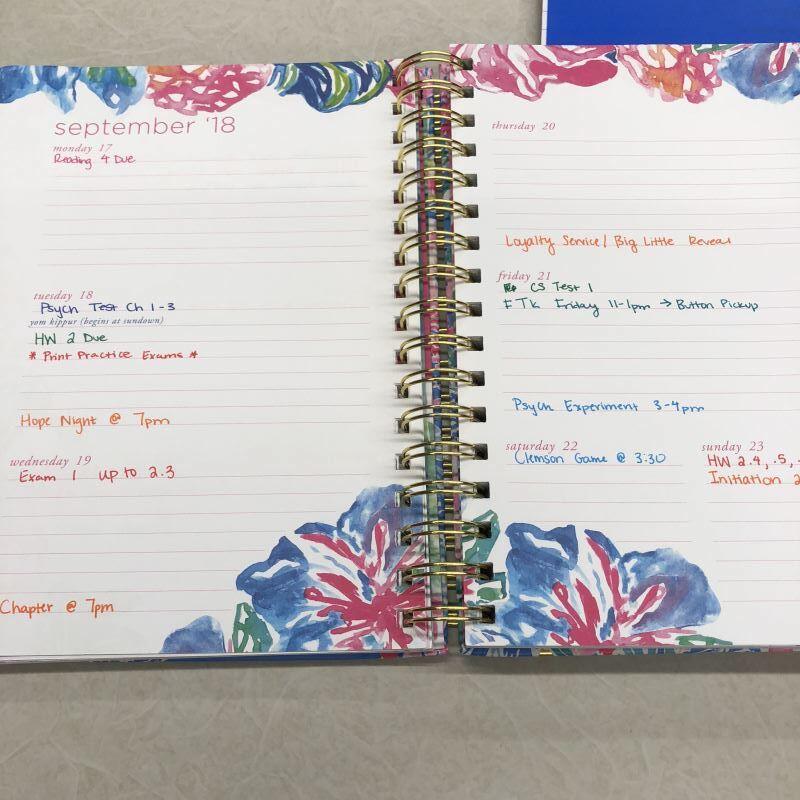 september '18
monday 17
Reading 4 Due
tuesday 18
Psych Test Ch 1-3
yom kippur (begins at sundown)
HW 2 Due
* Print Practice Exams *
Hope Night @ 7pm
wednesday 19
Exam 1 up to 2.3
Chapter @ 7pm
thursday 20
Loyalty Service / Big Little Reveal
friday 21
CS Test 1
FTK Friday 11-1pm → Button Pickup
Psych Experiment 3-4pm
saturday 22
Clemson Game @ 3:30
sunday 23
HW 2.4, .5,
Initiation 2